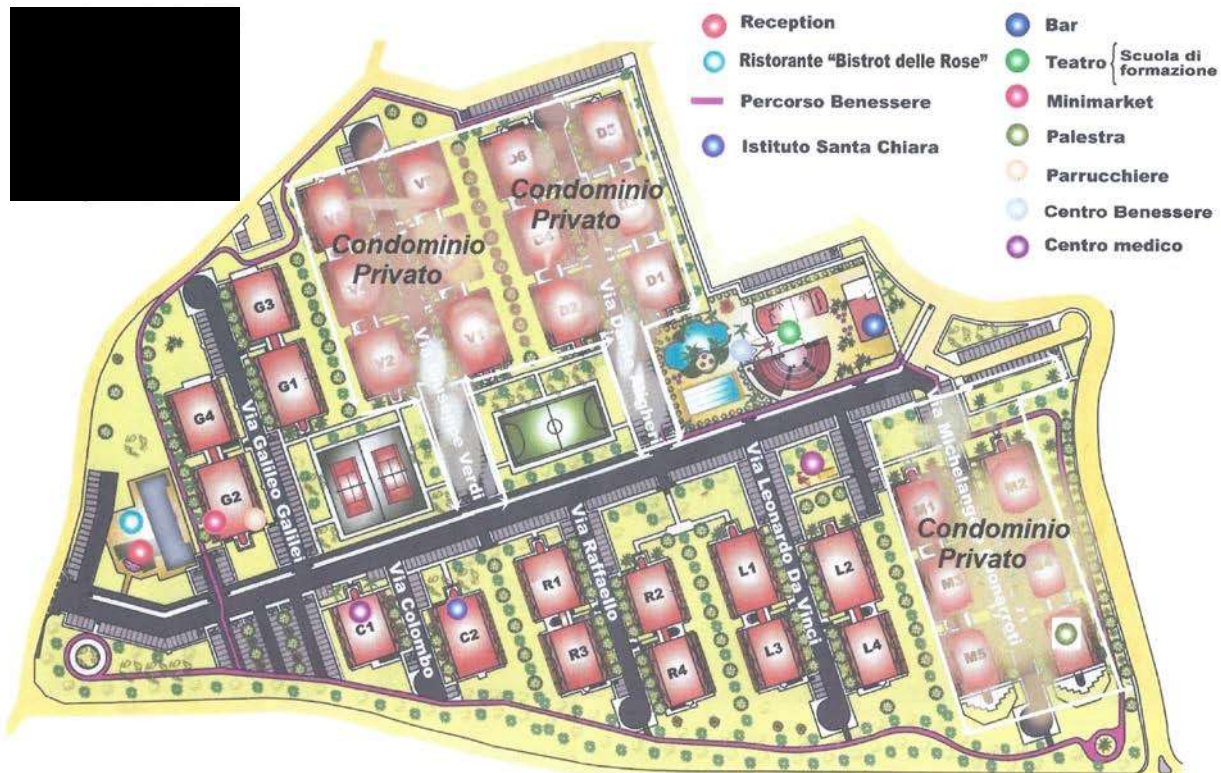 Reception
Ristorante “Bistrot delle Rose”
Percorso Benessere
Istituto Santa Chiara
Bar
Teatro { Scuola di
formazione
Minimarket
Palestra
Parrucchiere
Centro Benessere
Centro medico
D5
D6
Condominio
Privato
D1
D2
Condominio
Privato
V1
V2
G3
G1
G4
G2
Via Galileo Galilei
Verdi
Via Leonardo Da Vinci
Via Raffaello
Via Colombo
C1
C2
R1
R2
R3
R4
L1
L2
L3
L4
M1
M2
Condominio
Privato
M3
M5